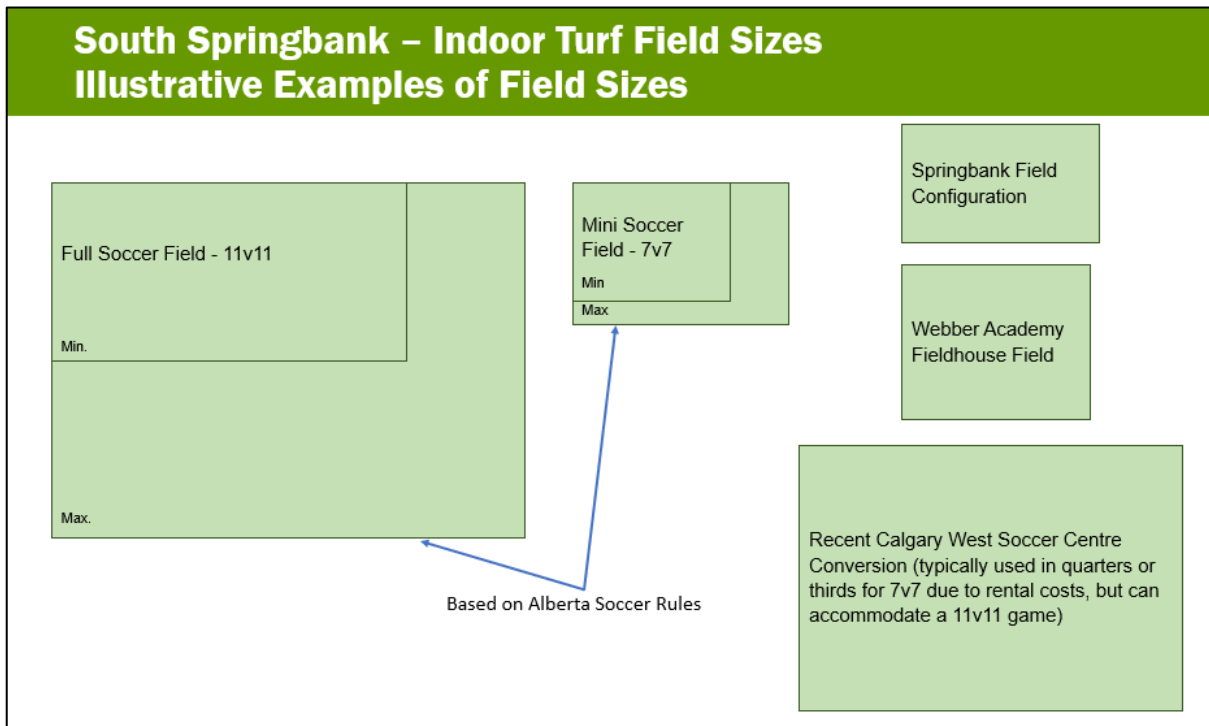 South Springbank – Indoor Turf Field Sizes
Illustrative Examples of Field Sizes
Full Soccer Field - 11v11
Min.
Max.
Mini Soccer
Field - 7v7
Min
Max
Based on Alberta Soccer Rules
Springbank Field
Configuration
Webber Academy
Fieldhouse Field
Recent Calgary West Soccer Centre
Conversion (typically used in quarters or
thirds for 7v7 due to rental costs, but can
accommodate a 11v11 game)